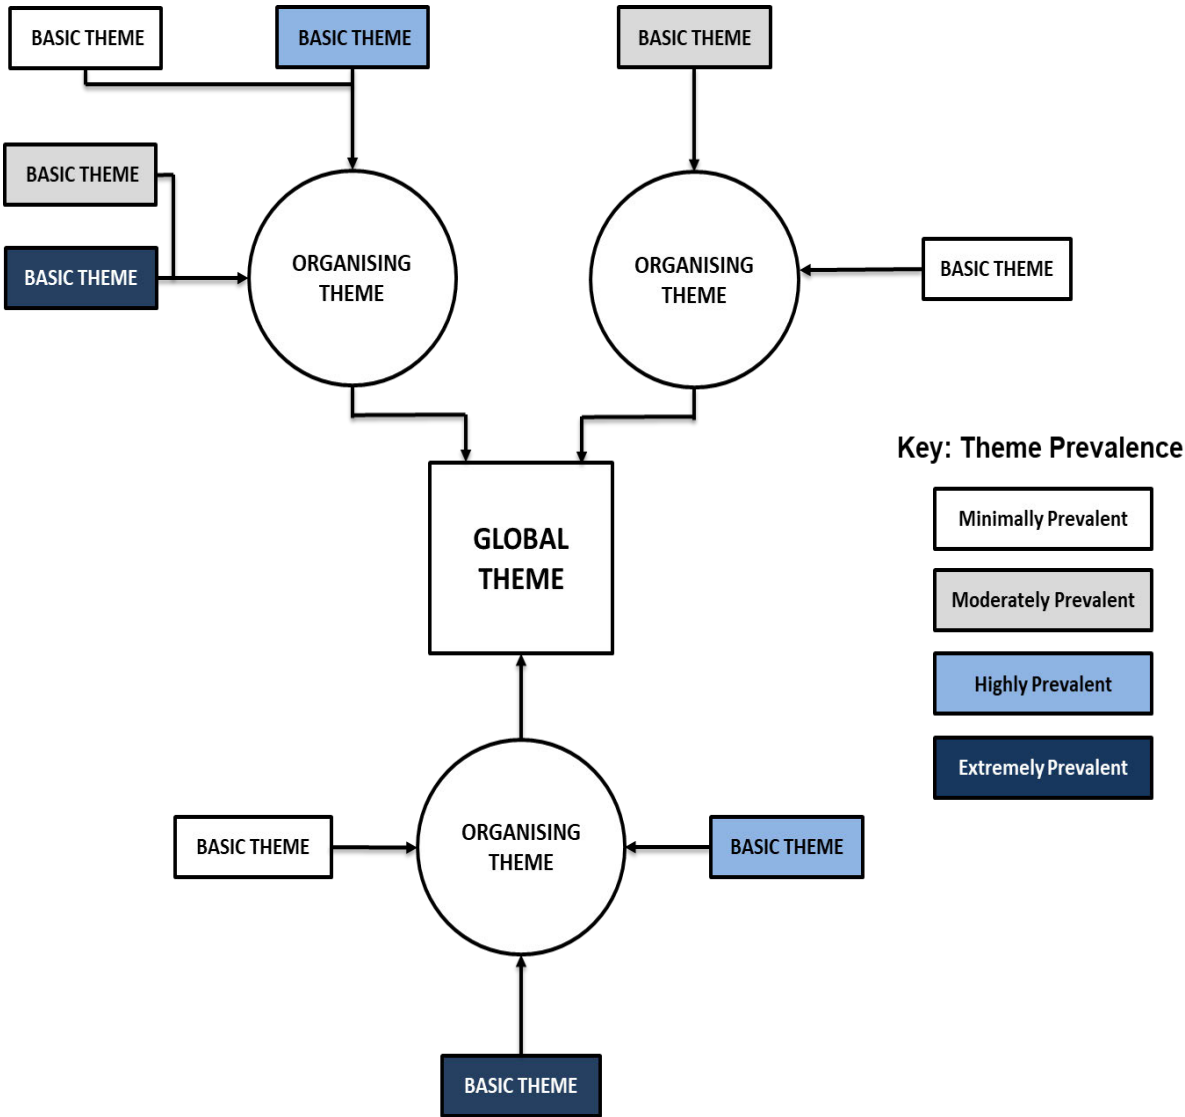 BASIC THEME
BASIC THEME
BASIC THEME
BASIC THEME
BASIC THEME
ORGANISING
THEME
ORGANISING
THEME
BASIC THEME
GLOBAL
THEME
Key: Theme Prevalence
Minimally Prevalent
Moderately Prevalent
Highly Prevalent
Extremely Prevalent
BASIC THEME
ORGANISING
THEME
BASIC THEME
BASIC THEME